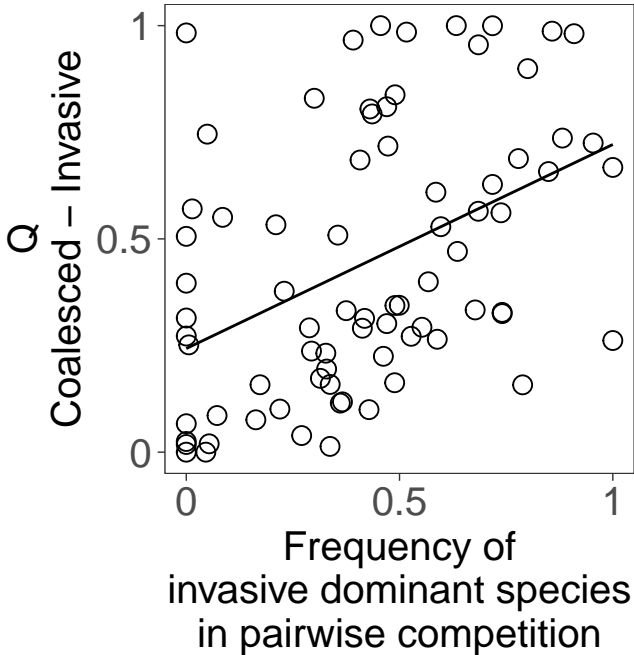 Q
Coalesced – Invasive
1
0.5
0
0
0.5
1
Frequency of
invasive dominant species
in pairwise competition